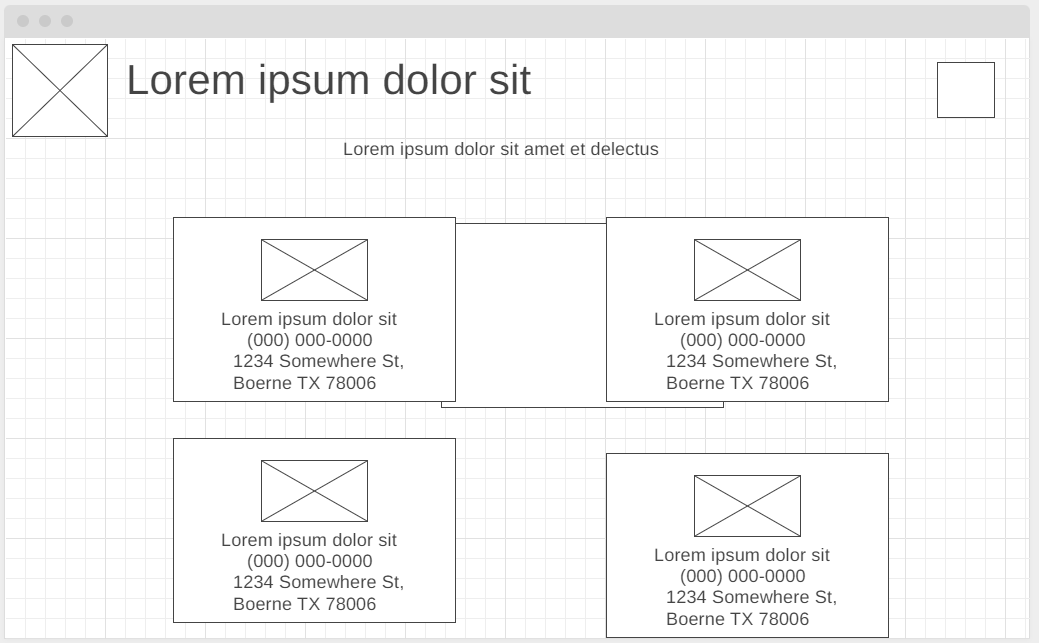 Lorem ipsum dolor sit
Lorem ipsum dolor sit amet et delectus
Lorem ipsum dolor sit
(000) 000-0000
1234 Somewhere St,
Boerne TX 78006
Lorem ipsum dolor sit
(000) 000-0000
1234 Somewhere St,
Boerne TX 78006
Lorem ipsum dolor sit
(000) 000-0000
1234 Somewhere St,
Boerne TX 78006
Lorem ipsum dolor sit
(000) 000-0000
1234 Somewhere St,
Boerne TX 78006